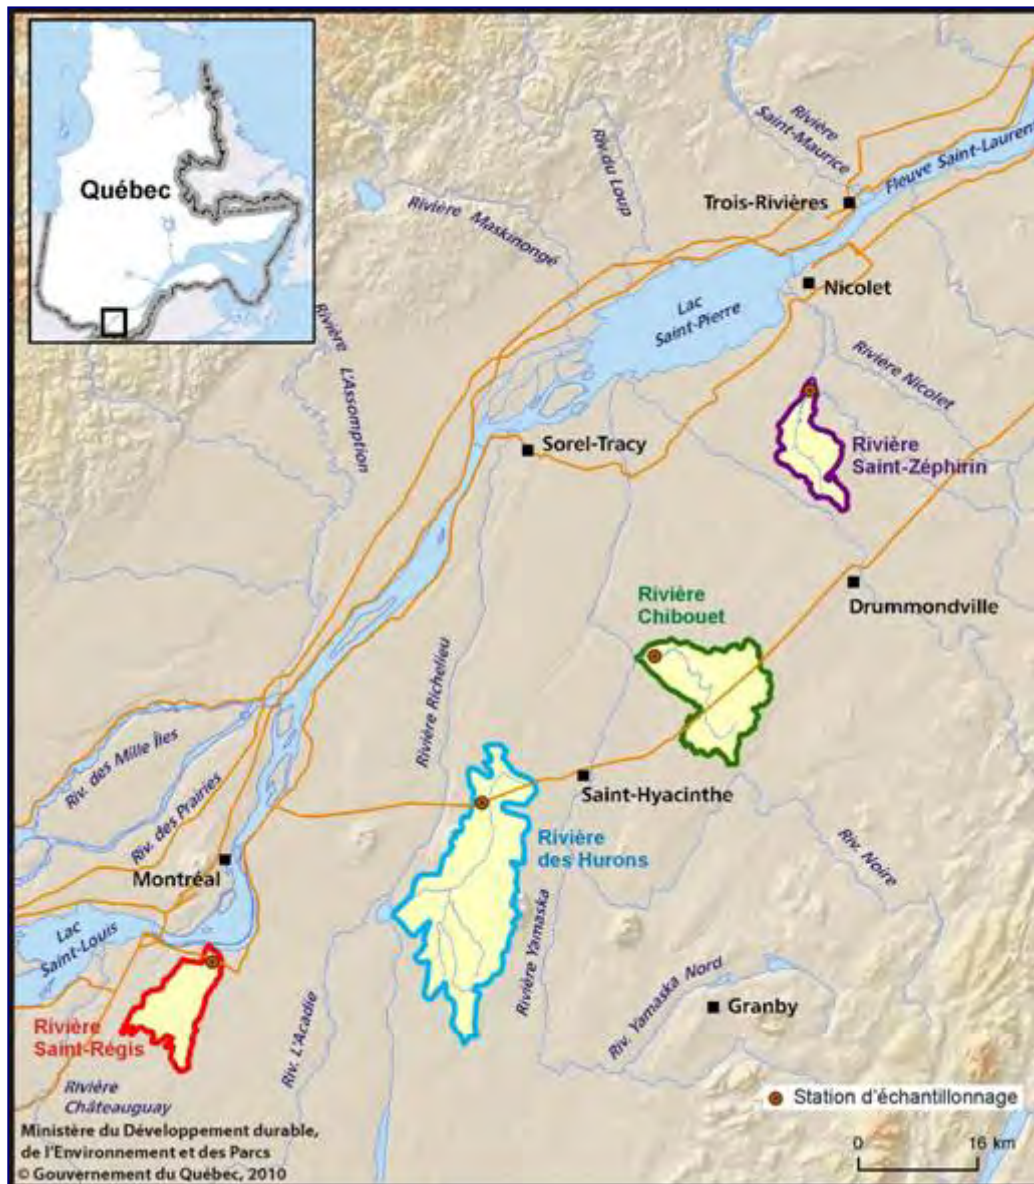 Québec
Rivière
Saint-Maurice
Riv. du Loup
Rivière Maskinongé
Trois-Rivières
Fleuve Saint-Laurent
Nicolet
Lac
Saint-Pierre
Rivière Nicolet
Rivière L'Assomption
Sorel-Tracy
Rivière
Saint-Zéphirin
Drummondville
Rivière
Chibouet
Rivière Richelieu
Riv. des Mille Îles
Riv. des Prairies
Saint-Hyacinthe
Rivière
des Hurons
Montréal
Riv. Noire
Lac
Saint-Louis
Rivière Yamaska
Riv. Yamaska Nord
Granby
Rivière
Saint-Régis
Riv. L'Acadie
Rivière
Châteauguay
Station d'échantillonnage
Ministère du Développement durable,
de l'Environnement et des Parcs
© Gouvernement du Québec, 2010
0 16 km